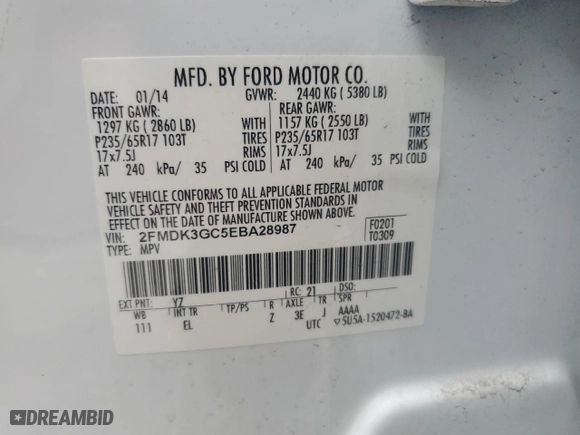 MFD. BY FORD MOTOR CO.
DATE: 01/14 GVWR: 2440 KG ( 5380 LB)
FRONT GAWR: REAR GAWR:
1297 KG ( 2860 LB) WITH 1157 KG ( 2550 LB) WITH
P235/65R17 103T TIRES P235/65R17 103T TIRES
17x7.5J RIMS 17x7.5J RIMS
AT 240 kPa/ 35 PSI COLD AT 240 kPa/ 35 PSI COLD
THIS VEHICLE CONFORMS TO ALL APPLICABLE FEDERAL MOTOR
VEHICLE SAFETY AND THEFT PREVENTION STANDARDS IN
EFFECT ON THE DATE OF MANUFACTURE SHOWN ABOVE.
VIN: 2FMDK3GC5EBA28987 F0201
TYPE: MPV T0309
EXT PNT: YZ RC: 21 DSO:
WB INT TR TP/PS R AXLE TR SPR
111 EL Z 3E J AAAA
UTC ▽5U5A-1520472-BA
DREAMBID